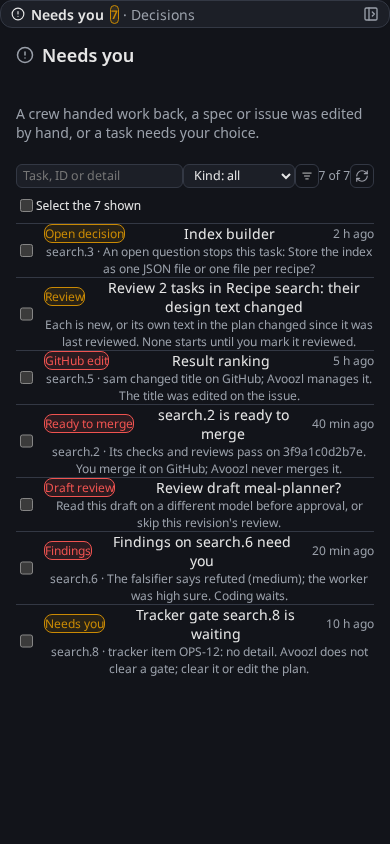 Needs you 7 · Decisions
Needs you
A crew handed work back, a spec or issue was edited
by hand, or a task needs your choice.
Task, ID or detail
Kind: all
7 of 7
Select the 7 shown
Open decision
Index builder
2 h ago
search.3 · An open question stops this task: Store the index
as one JSON file or one file per recipe?
Review
Review 2 tasks in Recipe search: their
design text changed
Each is new, or its own text in the plan changed since it was
last reviewed. None starts until you mark it reviewed.
GitHub edit
Result ranking
5 h ago
search.5 · sam changed title on GitHub; Avoozl manages it.
The title was edited on the issue.
Ready to merge
search.2 is ready to
merge
40 min ago
search.2 · Its checks and reviews pass on 3f9a1c0d2b7e.
You merge it on GitHub; Avoozl never merges it.
Draft review
Review draft meal-planner?
Read this draft on a different model before approval, or
skip this revision's review.
Findings
Findings on search.6 need
you
20 min ago
search.6 · The falsifier says refuted (medium); the worker
was high sure. Coding waits.
Needs you
Tracker gate search.8 is
waiting
10 h ago
search.8 · tracker item OPS-12: no detail. Avoozl does not
clear a gate; clear it or edit the plan.